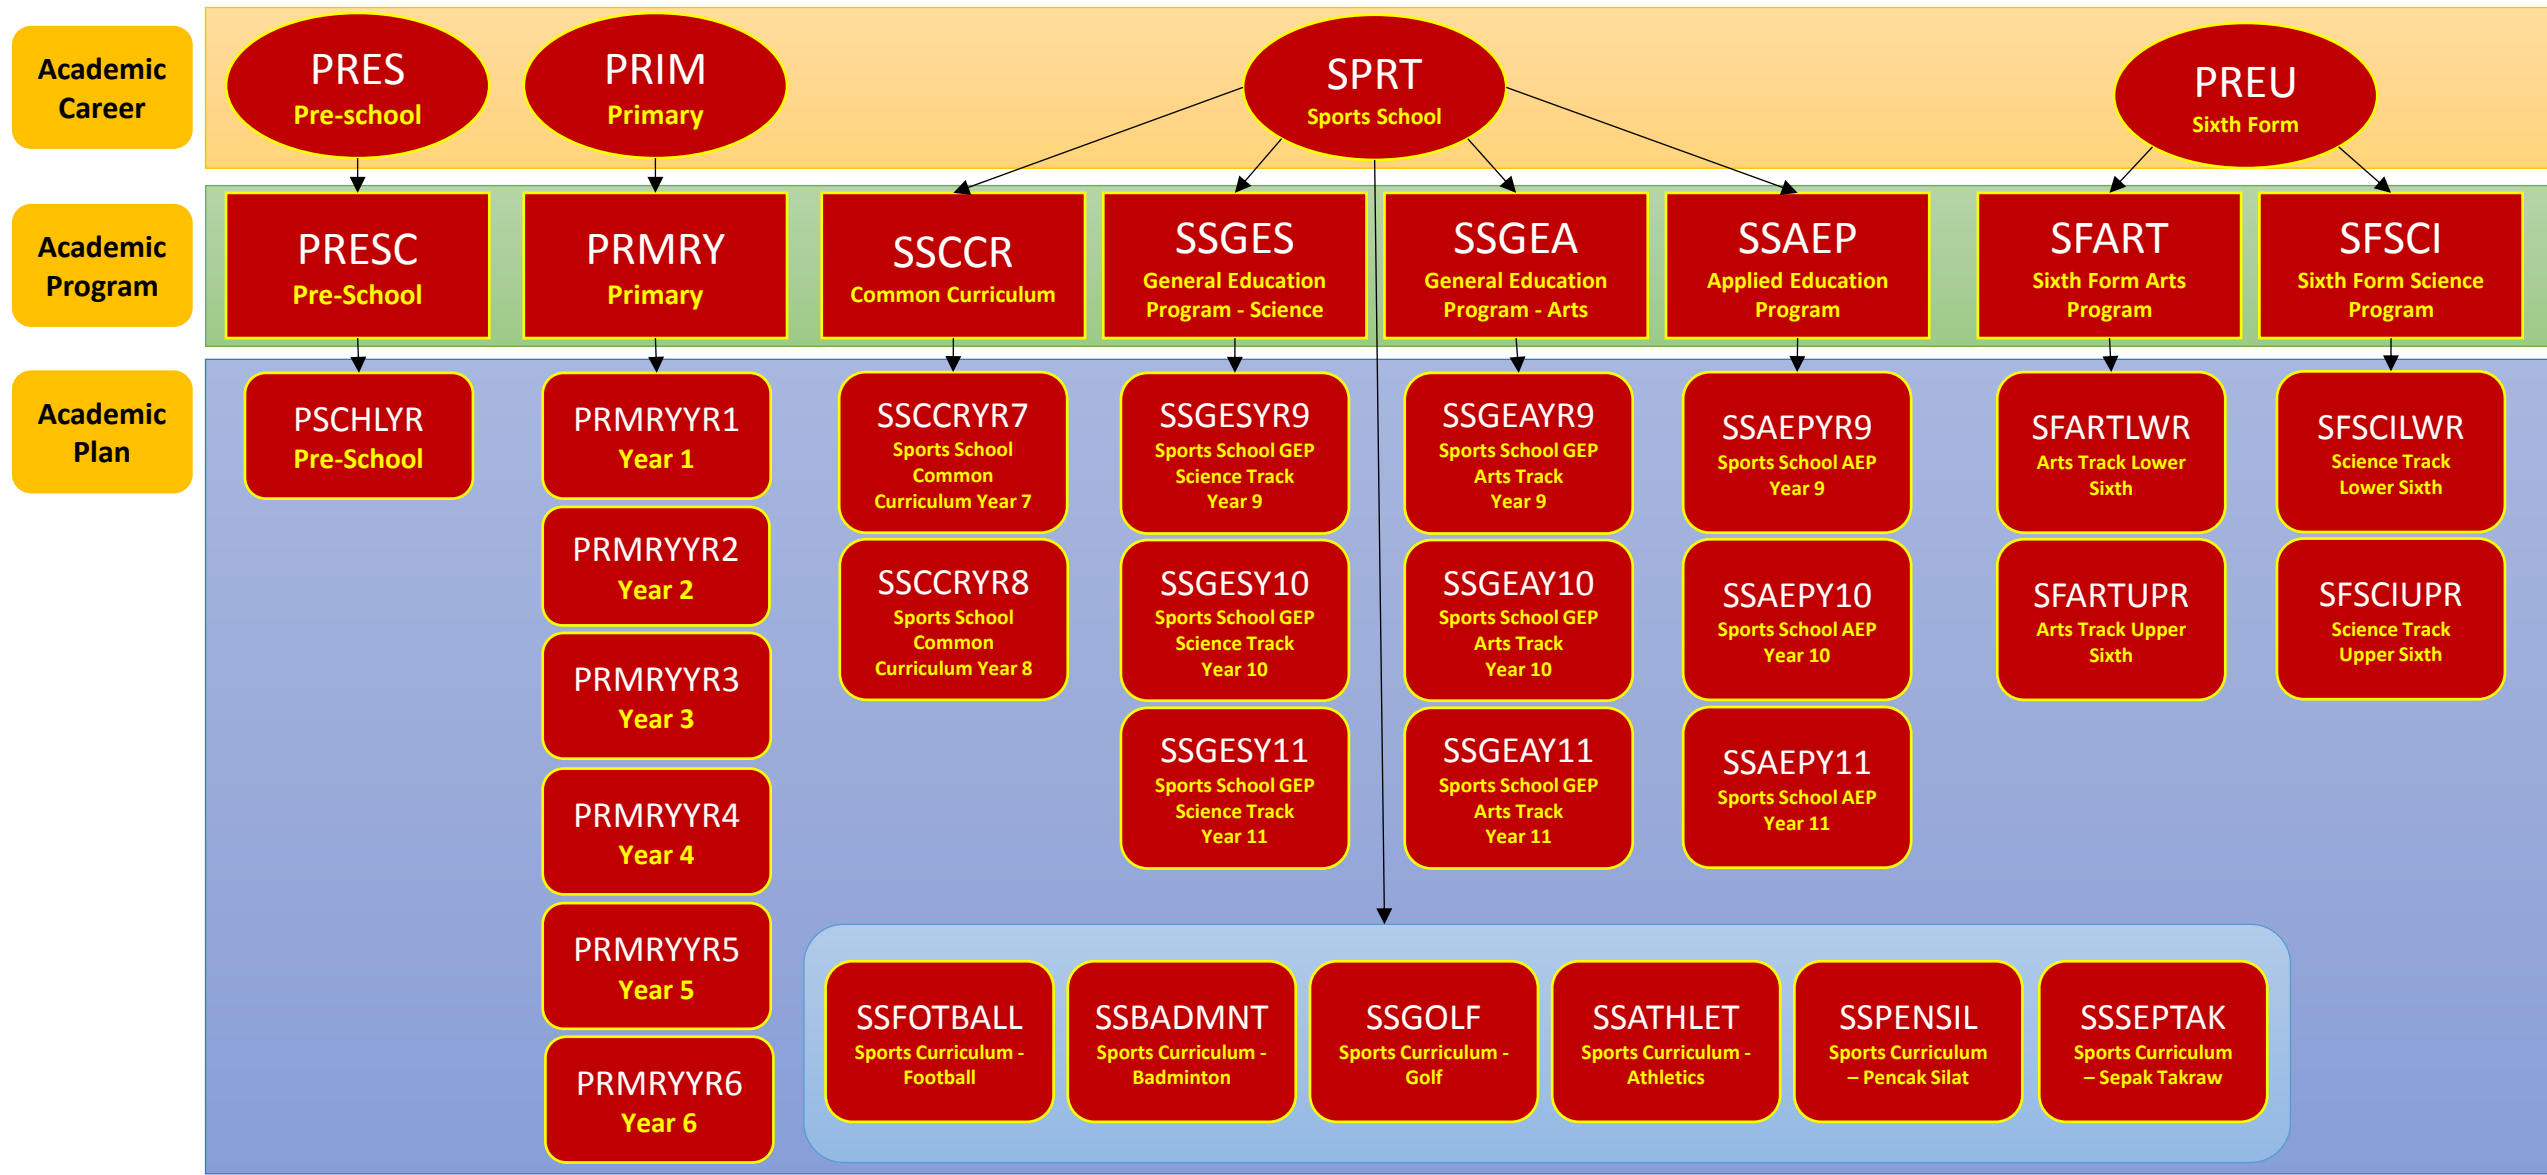 Academic
Career
PRES
Pre-school
PRIM
Primary
SPRT
Sports School
PREU
Sixth Form
Academic
Program
PRESC
Pre-School
PRMRY
Primary
SSCCR
Common Curriculum
SSGES
General Education
Program - Science
SSGEA
General Education
Program - Arts
SSAEP
Applied Education
Program
SFART
Sixth Form Arts
Program
SFSCI
Sixth Form Science
Program
Academic
Plan
PSCHLYR
Pre-School
PRMRYYR1
Year 1
PRMRYYR2
Year 2
PRMRYYR3
Year 3
PRMRYYR4
Year 4
PRMRYYR5
Year 5
PRMRYYR6
Year 6
SSCCRYR7
Sports School
Common
Curriculum Year 7
SSCCRYR8
Sports School
Common
Curriculum Year 8
SSGESYR9
Sports School GEP
Science Track
Year 9
SSGESY10
Sports School GEP
Science Track
Year 10
SSGESY11
Sports School GEP
Science Track
Year 11
SSGEAYR9
Sports School GEP
Arts Track
Year 9
SSGEAY10
Sports School GEP
Arts Track
Year 10
SSGEAY11
Sports School GEP
Arts Track
Year 11
SSAEPYR9
Sports School AEP
Year 9
SSAEPY10
Sports School AEP
Year 10
SSAEPY11
Sports School AEP
Year 11
SFARTLWR
Arts Track Lower
Sixth
SFARTUPR
Arts Track Upper
Sixth
SFSCILWR
Science Track
Lower Sixth
SFSCIUPR
Science Track
Upper Sixth
SSFOTBALL
Sports Curriculum -
Football
SSBADMNT
Sports Curriculum -
Badminton
SSGOLF
Sports Curriculum -
Golf
SSATHLET
Sports Curriculum -
Athletics
SSPENSIL
Sports Curriculum
– Pencak Silat
SSSEPTAK
Sports Curriculum
– Sepak Takraw